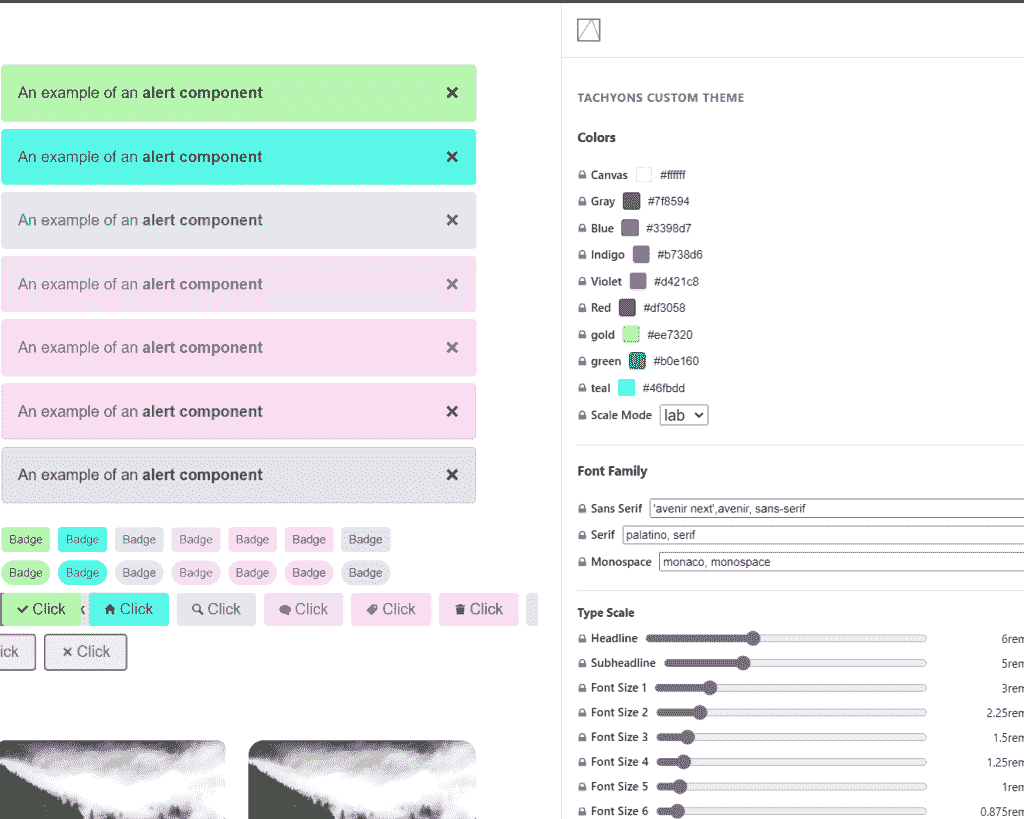 An example of an alert component
An example of an alert component
An example of an alert component
An example of an alert component
An example of an alert component
An example of an alert component
An example of an alert component
Badge Badge Badge Badge Badge Badge Badge
Badge Badge Badge Badge Badge Badge Badge
Click Click Click Click Click Click
ick Click
TACHYONS CUSTOM THEME
Colors
Canvas #ffffff
Gray #7f8594
Blue #3398d7
Indigo #b738d6
Violet #d421c8
Red #df3058
gold #ee7320
green #b0e160
teal #46fbdd
Scale Mode lab
Font Family
Sans Serif 'avenir next',avenir, sans-serif
Serif palatino, serif
Monospace monaco, monospace
Type Scale
Headline 6rem
Subheadline 5rem
Font Size 1 3rem
Font Size 2 2.25rem
Font Size 3 1.5rem
Font Size 4 1.25rem
Font Size 5 1rem
Font Size 6 0.875rem